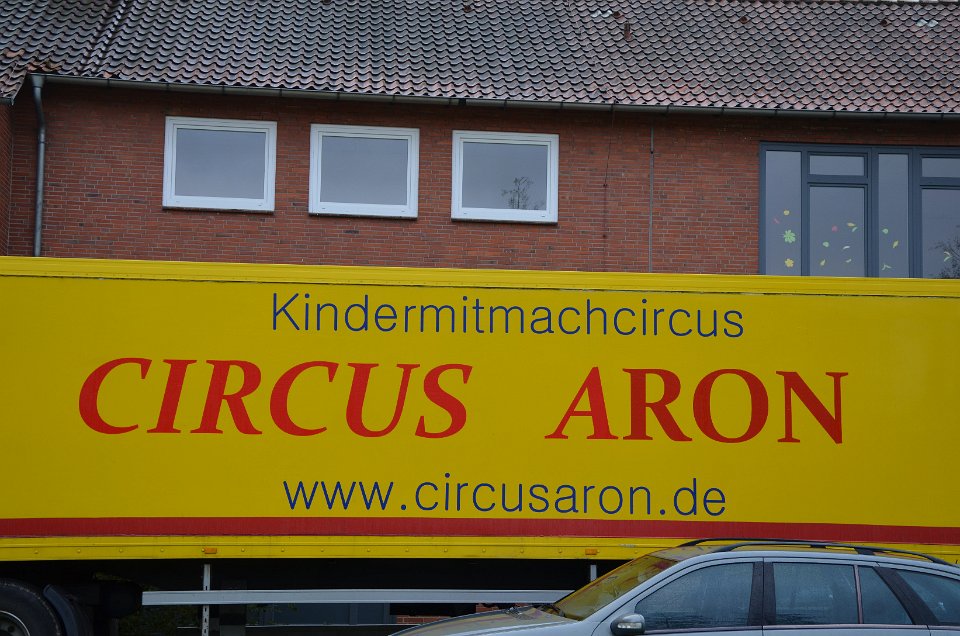 Kindermitmachcircus
CIRCUS ARON
www.circusaron.de